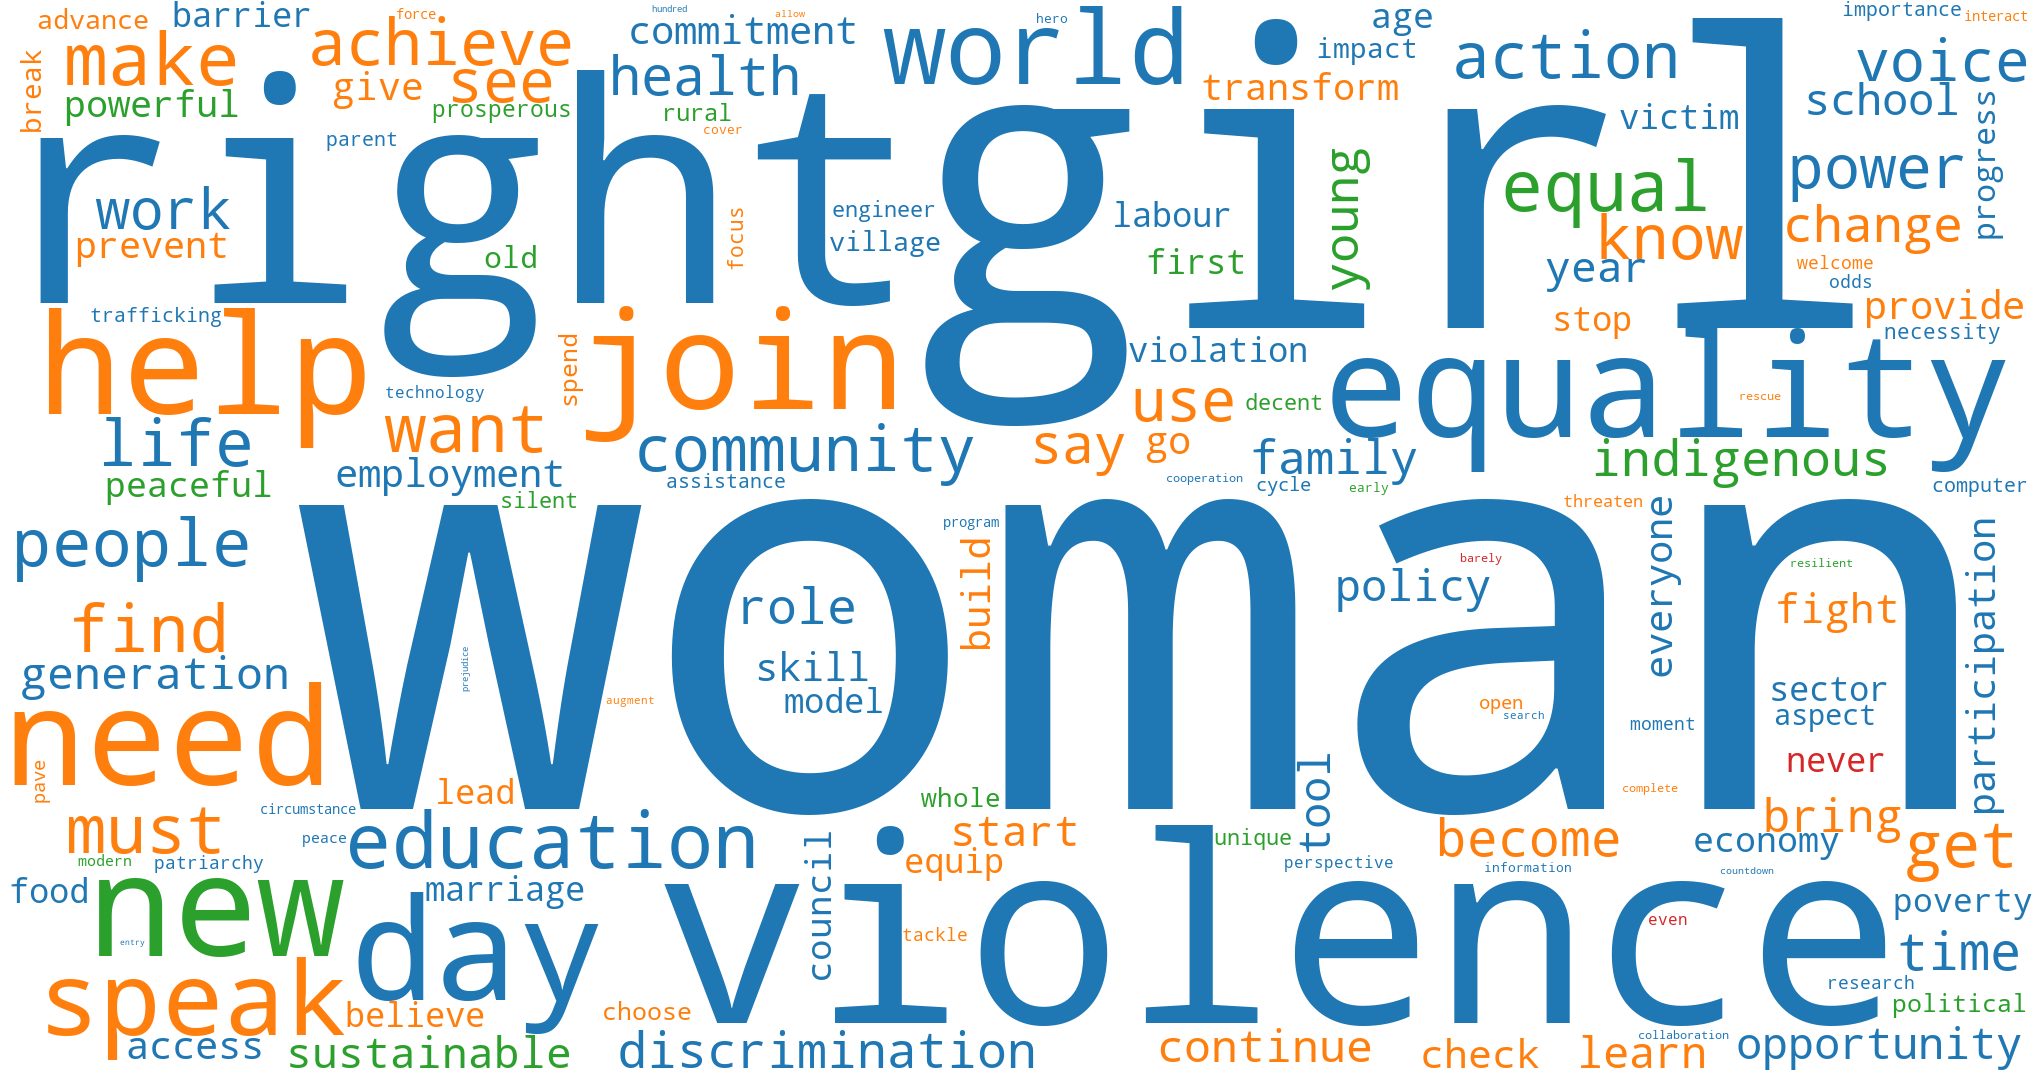 advance
barrier
force
hundred
allow
commitment
world
hero
age
importance
interact
make
achieve
give
see
health
impact
transform
action
voice
break
powerful
prosperous
rural
school
parent
cover
victim
right
girl
progress
work
prevent
old
focus
engineer
village
labour
first
young
equal
know
power
change
year
welcome
odds
trafficking
stop
provide
necessity
help
technology
spend
join
violation
equality
use
decent
rescue
life
want
community
say
go
family
indigenous
peaceful
employment
silent
assistance
cooperation
cycle
early
threaten
computer
people
program
barely
resilient
woman
role
build
policy
everyone
fight
participation
find
generation
prejudice
skill
model
augment
open
search
moment
sector
aspect
need
pave
lead
never
complete
circumstance
whole
tool
bring
must
peace
education
start
unique
become
economy
get
modern
patriarchy
council
equip
perspective
information
countdown
food
new
marriage
violence
poverty
day
entry
tackle
even
time
speak
believe
choose
research
political
access
sustainable
discrimination
continue
check
learn
collaboration
opportunity